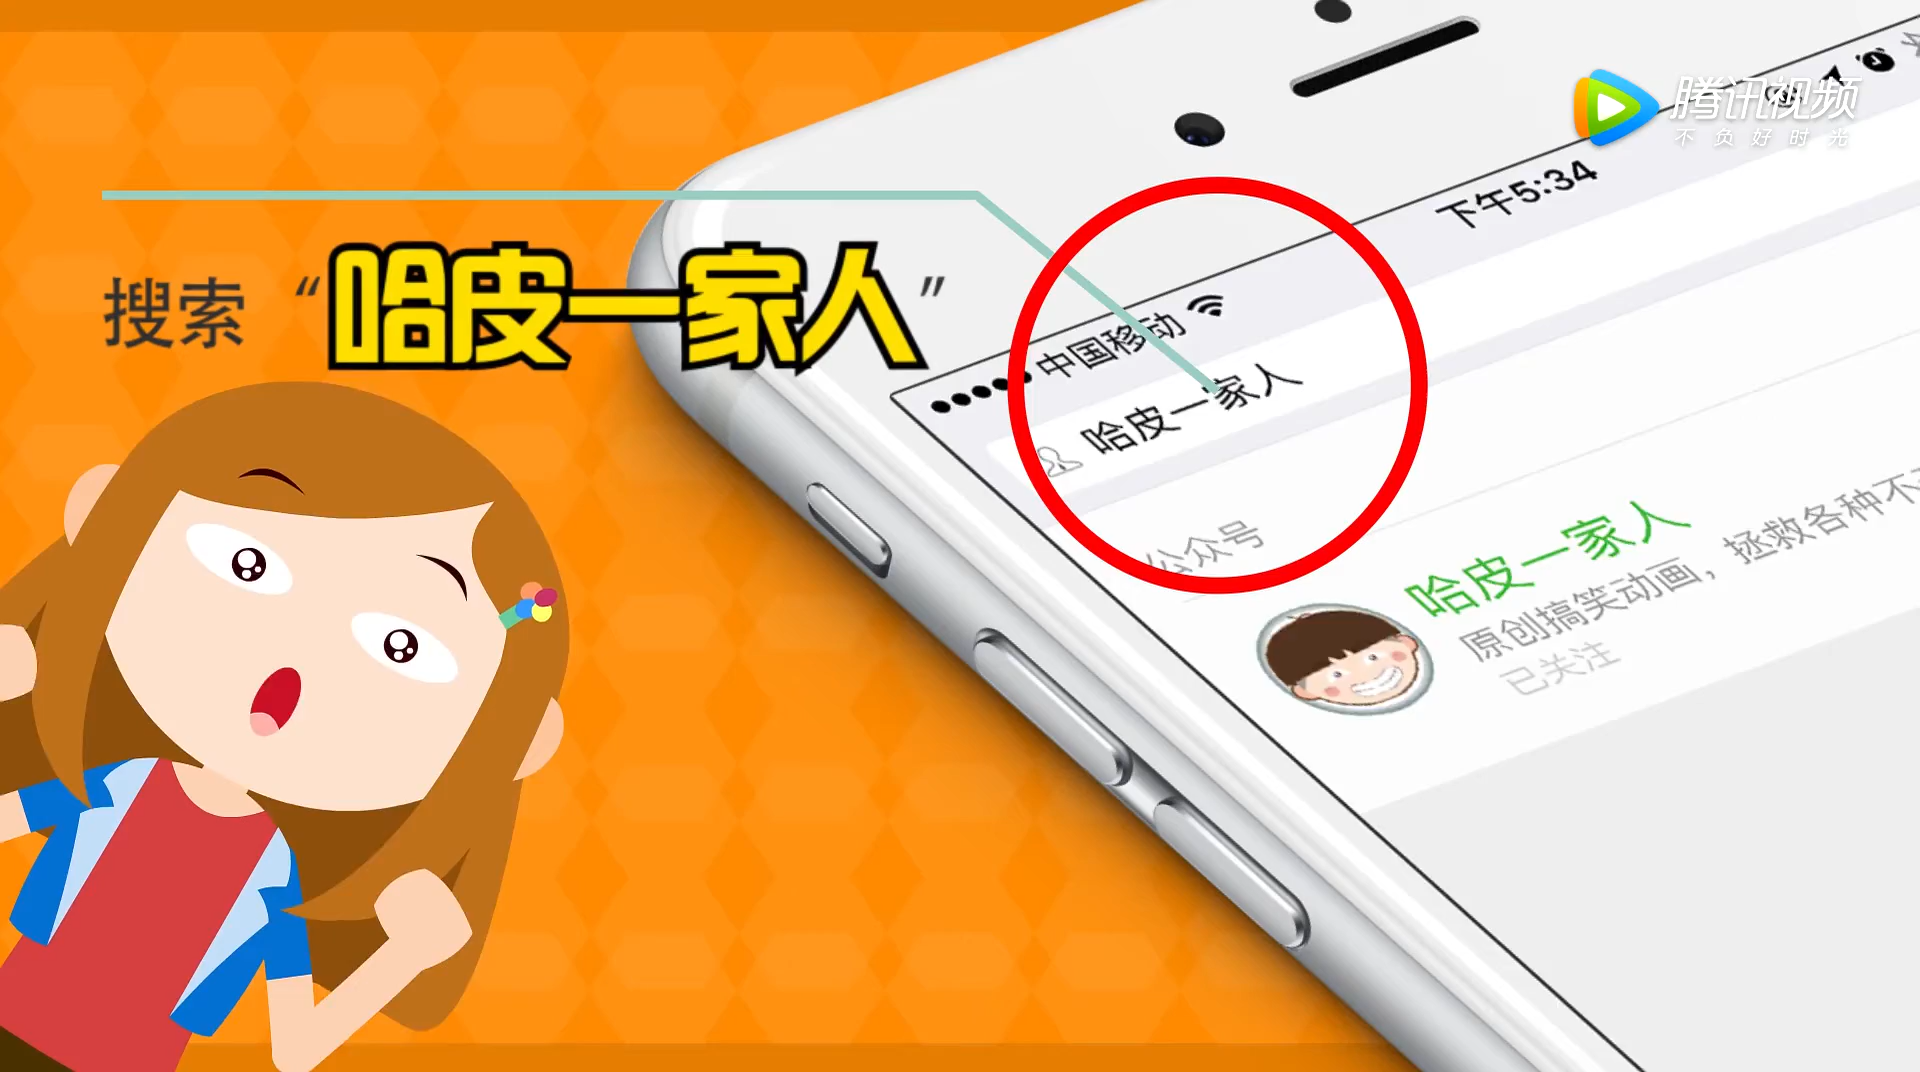 腾讯视频
不负好时光
下午5:34
搜索“哈皮一家人”
中国移动
哈皮一家人
公众号
哈皮一家人
原创搞笑动画，拯救各种不
已关注